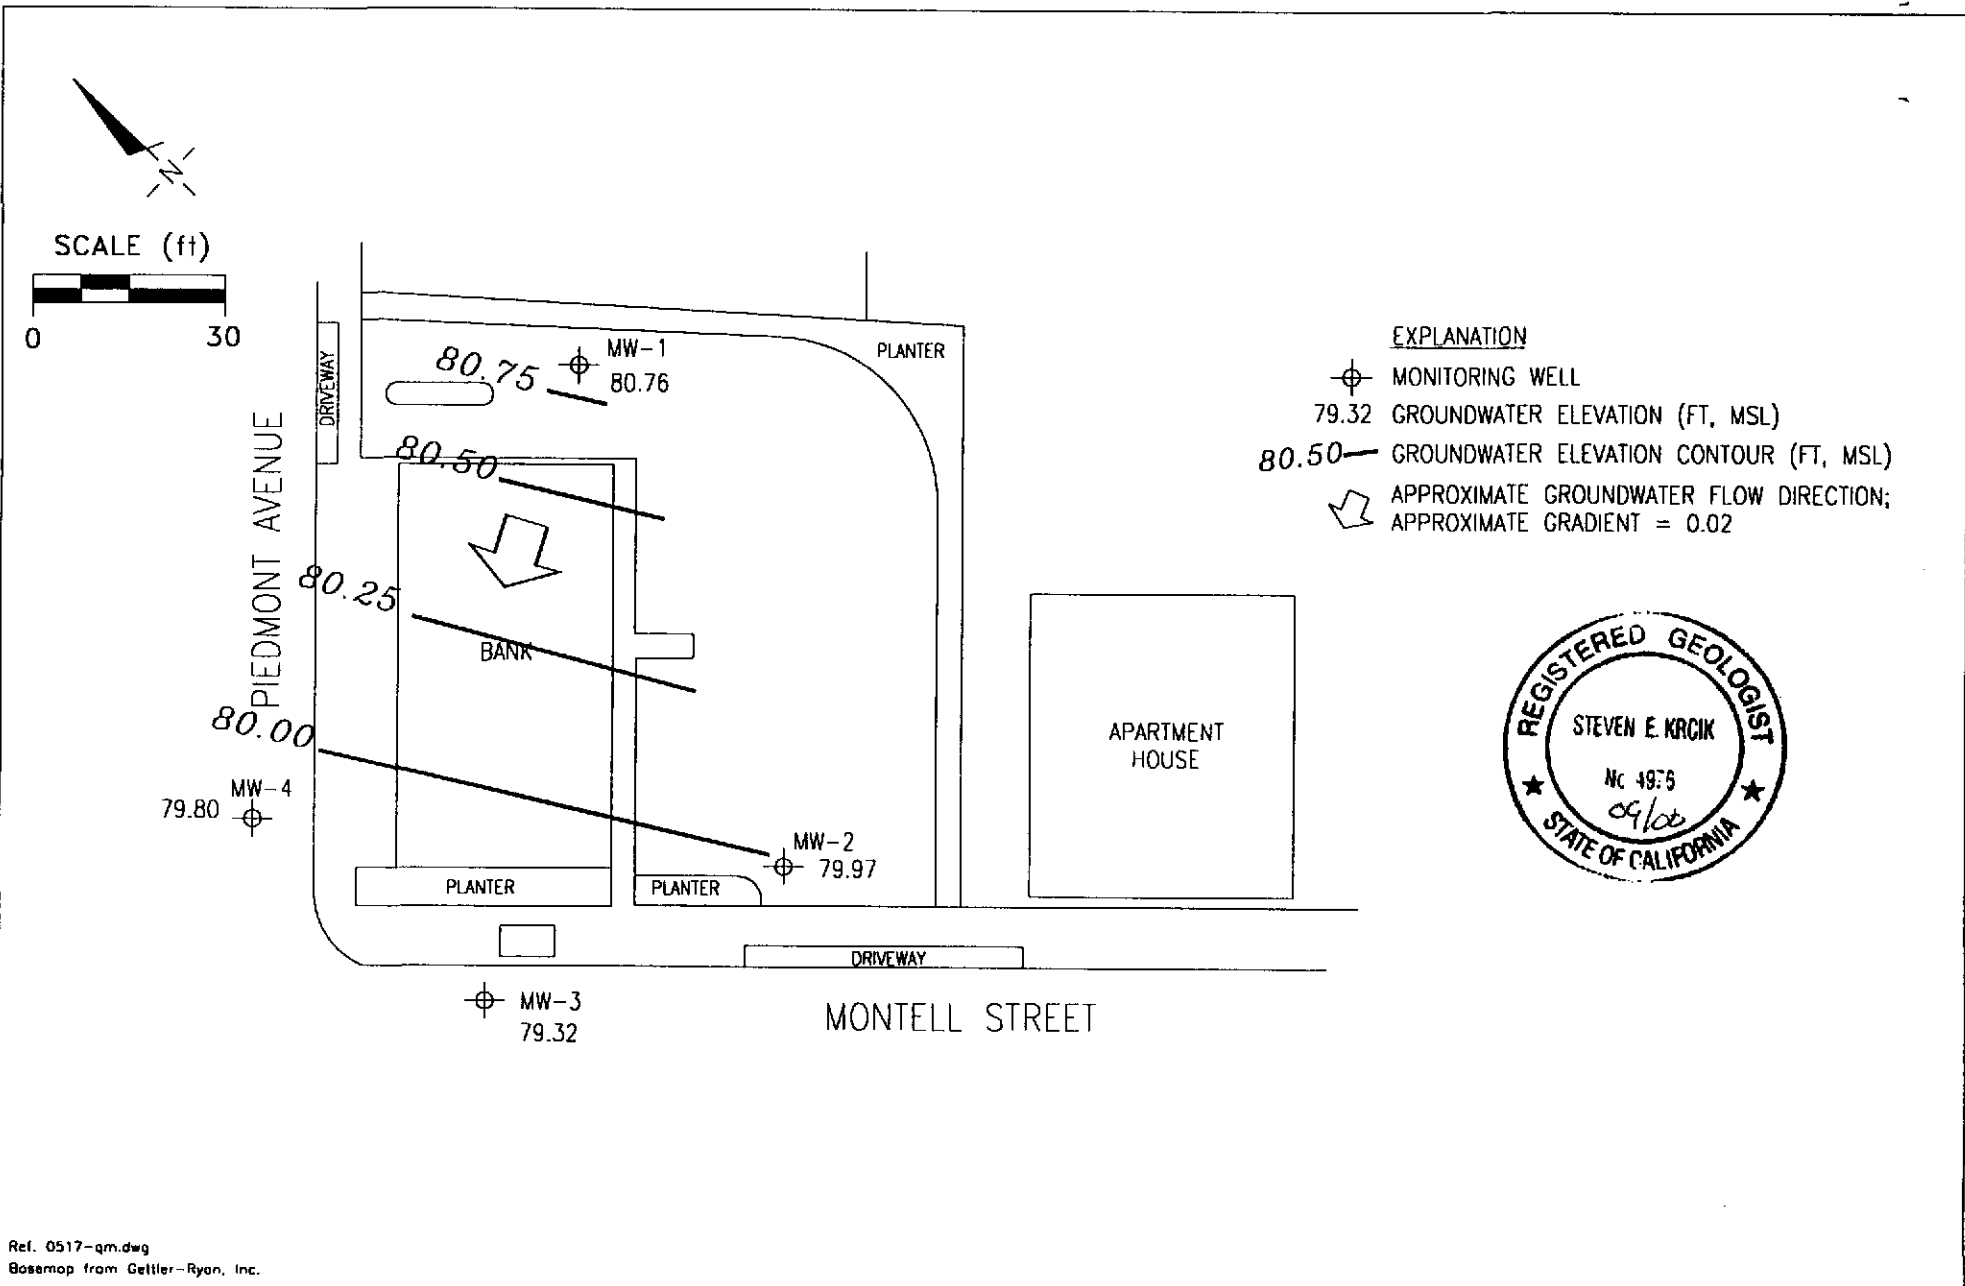 N
SCALE (ft)
0 30
DRIVEWAY
PIEDMONT AVENUE
80.75
MW-1
80.76
PLANTER
80.50
80.25
BANK
80.00
MW-4
79.80
MW-2
79.97
PLANTER
PLANTER
DRIVEWAY
MW-3
79.32
MONTELL STREET
APARTMENT
HOUSE
EXPLANATION
MONITORING WELL
79.32 GROUNDWATER ELEVATION (FT, MSL)
80.50 GROUNDWATER ELEVATION CONTOUR (FT, MSL)
APPROXIMATE GROUNDWATER FLOW DIRECTION;
APPROXIMATE GRADIENT = 0.02
REGISTERED GEOLOGIST
STEVEN E. KRCIK
No
09/00
STATE OF CALIFORNIA
Ref. 0517-qm.dwg
Basemap from Gettler-Ryan, Inc.